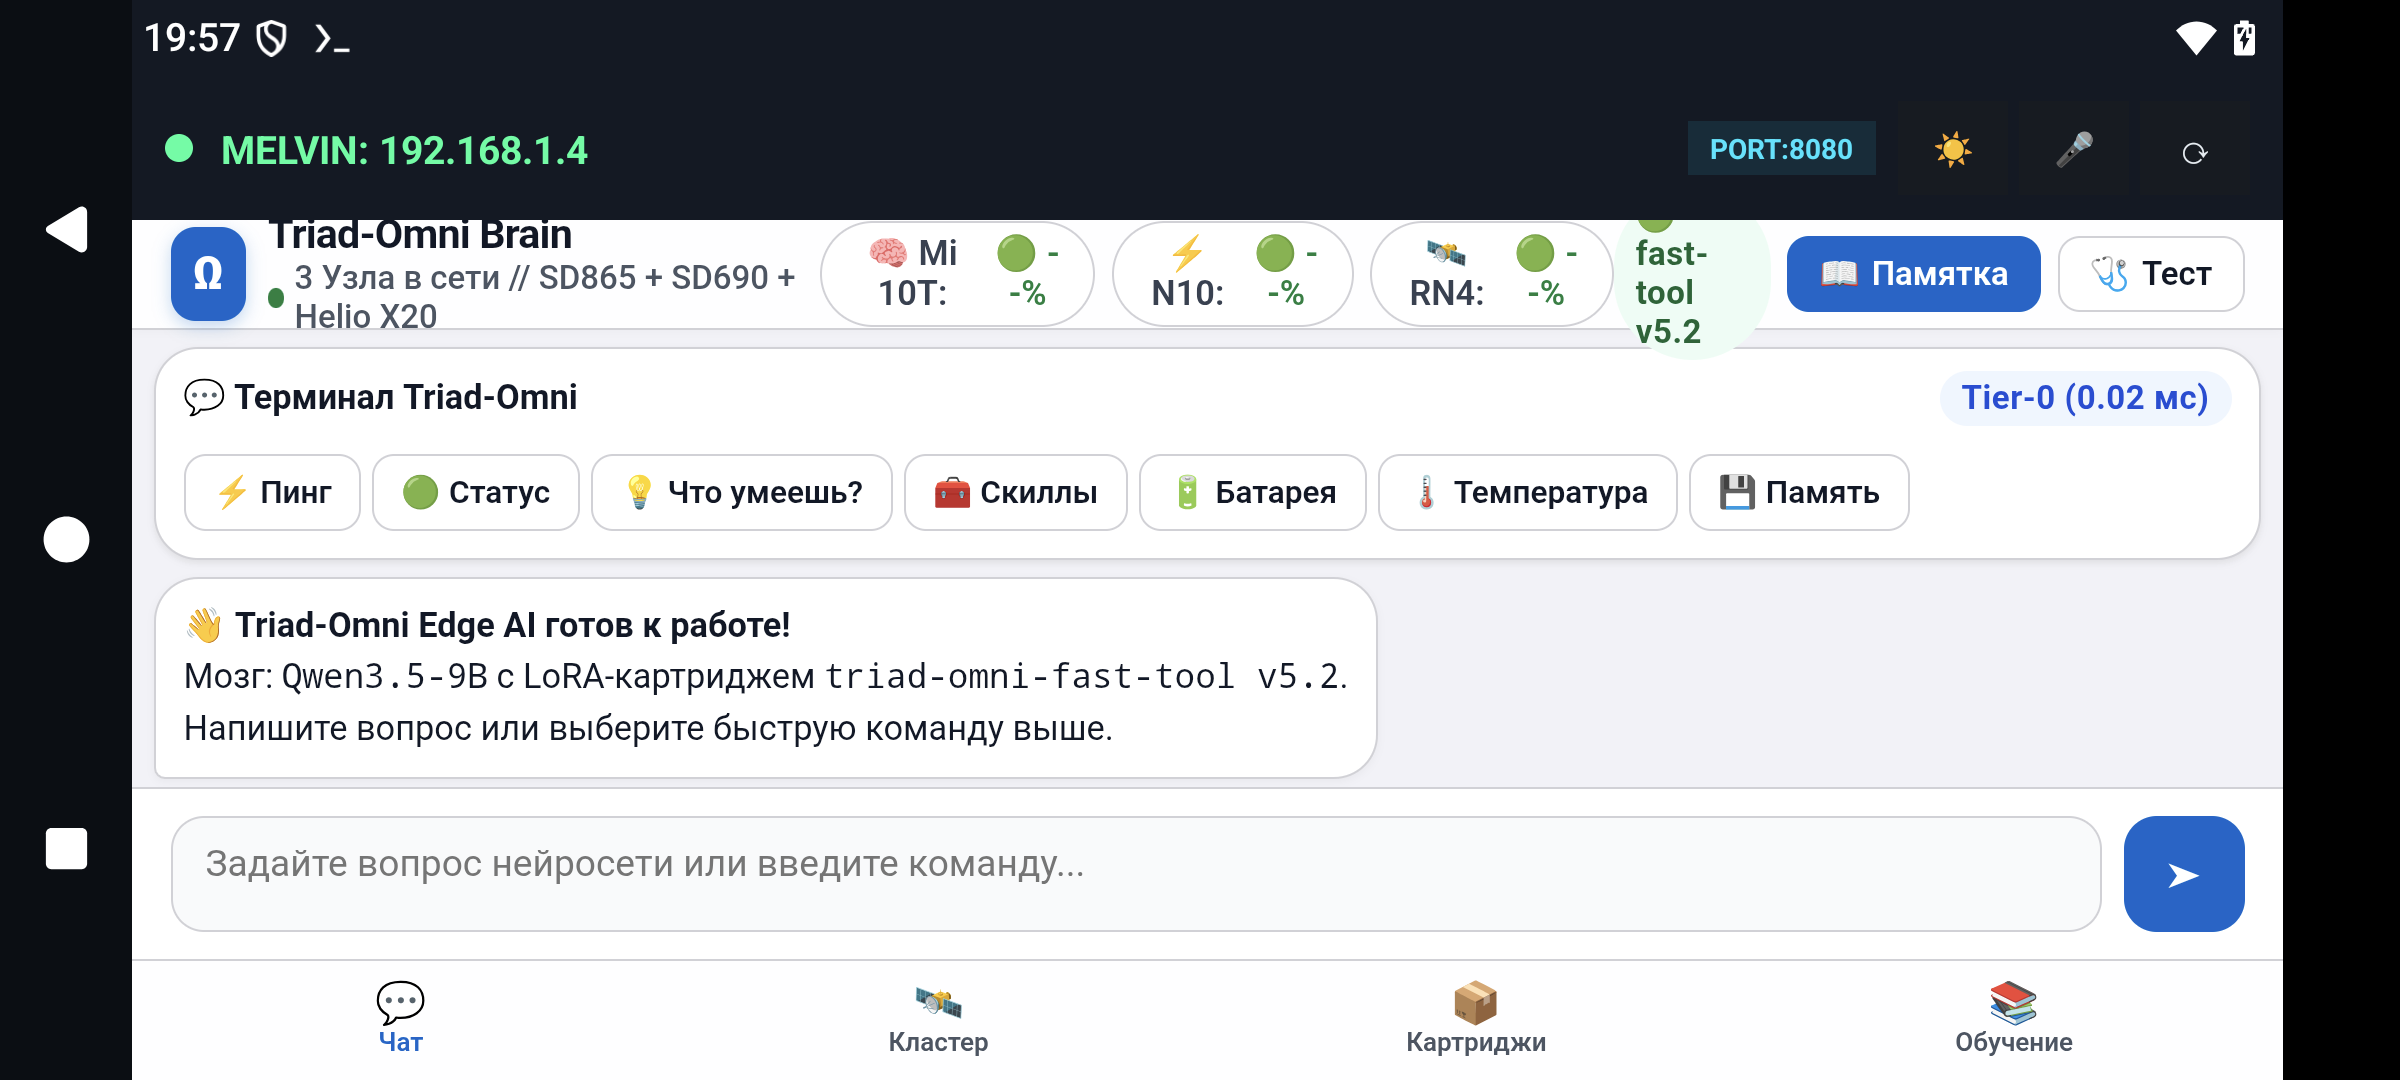 19:57
MELVIN: 192.168.1.4
PORT:8080
Ω
Triad-Omni Brain
3 Узла в сети // SD865 + SD690 +
Helio X20
Mi
10T:
-
-%
N10:
-
-%
RN4:
-
-%
fast-
tool
v5.2
Памятка
Тест
Терминал Triad-Omni
Tier-0 (0.02 мс)
Пинг
Статус
Что умеешь?
Скиллы
Батарея
Температура
Память
Triad-Omni Edge AI готов к работе!
Мозг: Qwen3.5-9B с LoRA-картриджем triad-omni-fast-tool v5.2.
Напишите вопрос или выберите быструю команду выше.
Задайте вопрос нейросети или введите команду...
Чат
Кластер
Картриджи
Обучение